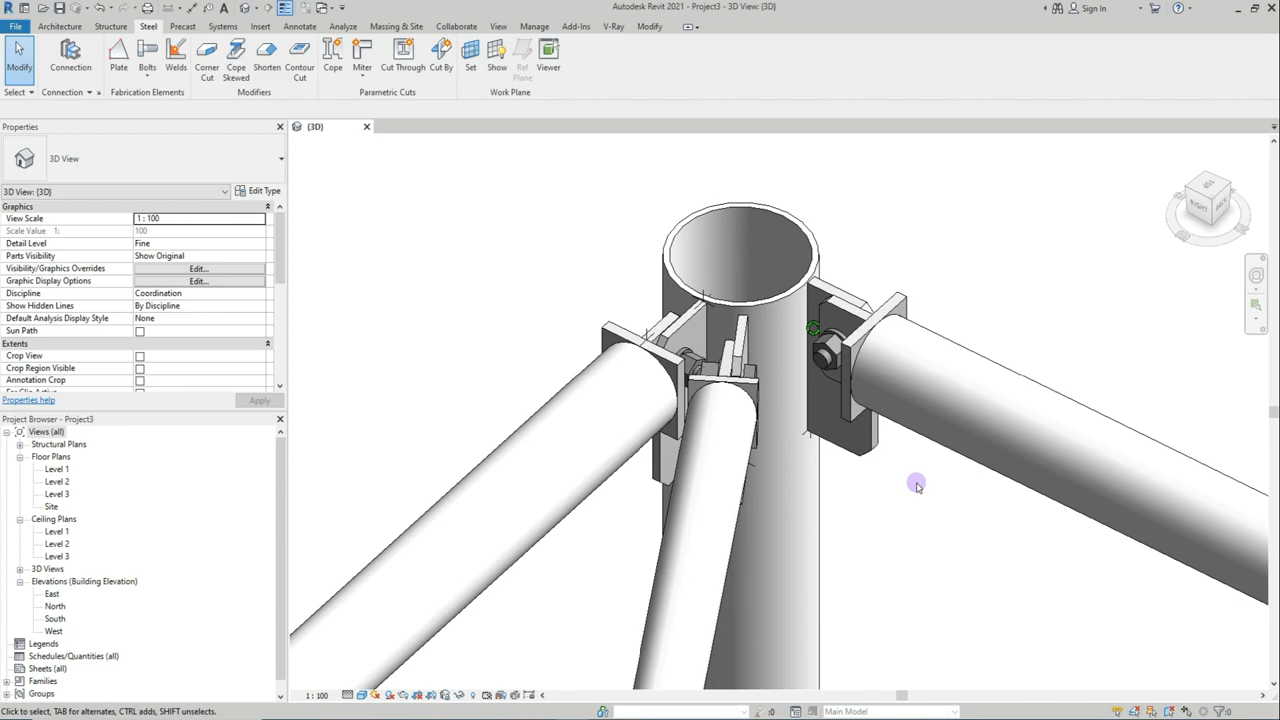 Autodesk Revit 2021 - Project3 - 3D View: {3D}
Sign In
File Architecture Structure Steel Precast Systems Insert Annotate Analyze Massing & Site Collaborate View Manage Add-Ins V-Ray Modify
Modify Connection Plate Bolts Welds Corner Cut Cope Skewed Shorten Contour Cut Cope Miter Cut Through Cut By Set Show Ref Plane Viewer
Select Connection Fabrication Elements Modifiers Parametric Cuts Work Plane
Properties
{3D}
3D View
3D View: {3D} Edit Type
Graphics
View Scale 1 : 100
Scale Value 1: 100
Detail Level Fine
Parts Visibility Show Original
Visibility/Graphics Overrides Edit...
Graphic Display Options Edit...
Discipline Coordination
Show Hidden Lines By Discipline
Default Analysis Display Style None
Sun Path
Extents
Crop View
Crop Region Visible
Annotation Crop
Properties help Apply
Project Browser - Project3
Views (all)
Structural Plans
Floor Plans
Level 1
Level 2
Level 3
Site
Ceiling Plans
Level 1
Level 2
Level 3
3D Views
Elevations (Building Elevation)
East
North
South
West
Legends
Schedules/Quantities (all)
Sheets (all)
Families
Groups
TOP
RIGHT BACK
1 : 100
Click to select, TAB for alternates, CTRL adds, SHIFT unselects. :0 Main Model :0